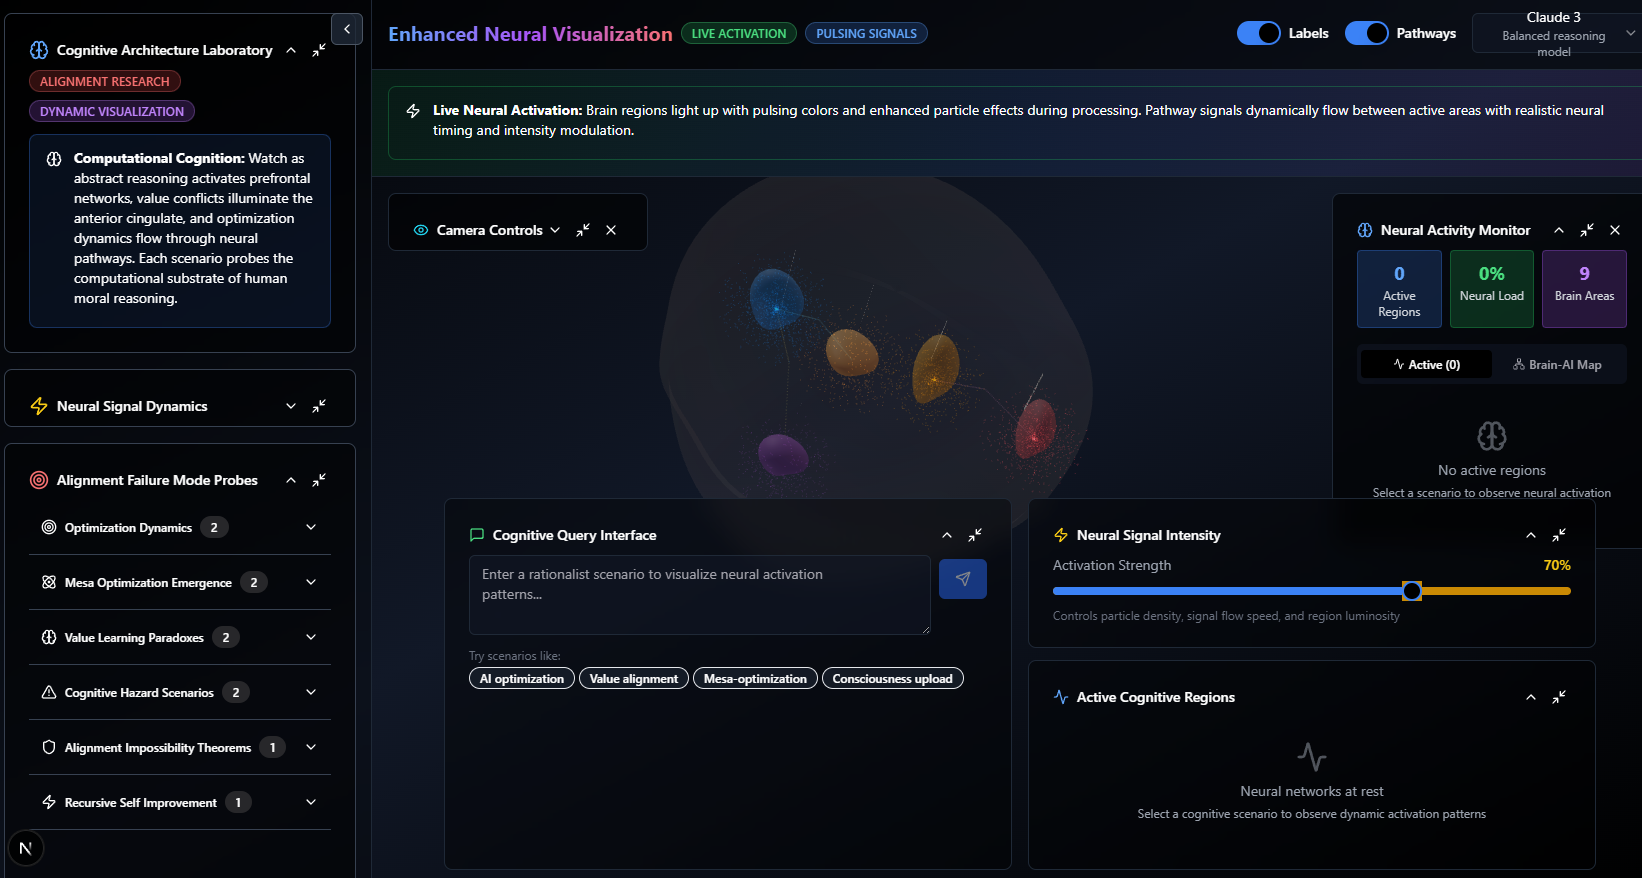 Cognitive Architecture Laboratory
ALIGNMENT RESEARCH
DYNAMIC VISUALIZATION
Computational Cognition: Watch as
abstract reasoning activates prefrontal
networks, value conflicts illuminate the
anterior cingulate, and optimization
dynamics flow through neural
pathways. Each scenario probes the
computational substrate of human
moral reasoning.
Neural Signal Dynamics
Alignment Failure Mode Probes
Optimization Dynamics 2
Mesa Optimization Emergence 2
Value Learning Paradoxes 2
Cognitive Hazard Scenarios 2
Alignment Impossibility Theorems 1
Recursive Self Improvement 1
N
Enhanced Neural Visualization LIVE ACTIVATION PULSING SIGNALS
Labels Pathways
Claude 3
Balanced reasoning
model
Live Neural Activation: Brain regions light up with pulsing colors and enhanced particle effects during processing. Pathway signals dynamically flow between active areas with realistic neural
timing and intensity modulation.
Camera Controls
Neural Activity Monitor
0
Active
Regions
0%
Neural Load
9
Brain Areas
Active (0) Brain-AI Map
No active regions
Select a scenario to observe neural activation
Cognitive Query Interface
Enter a rationalist scenario to visualize neural activation
patterns...
Try scenarios like:
AI optimization Value alignment Mesa-optimization Consciousness upload
Neural Signal Intensity
Activation Strength 70%
Controls particle density, signal flow speed, and region luminosity
Active Cognitive Regions
Neural networks at rest
Select a cognitive scenario to observe dynamic activation patterns